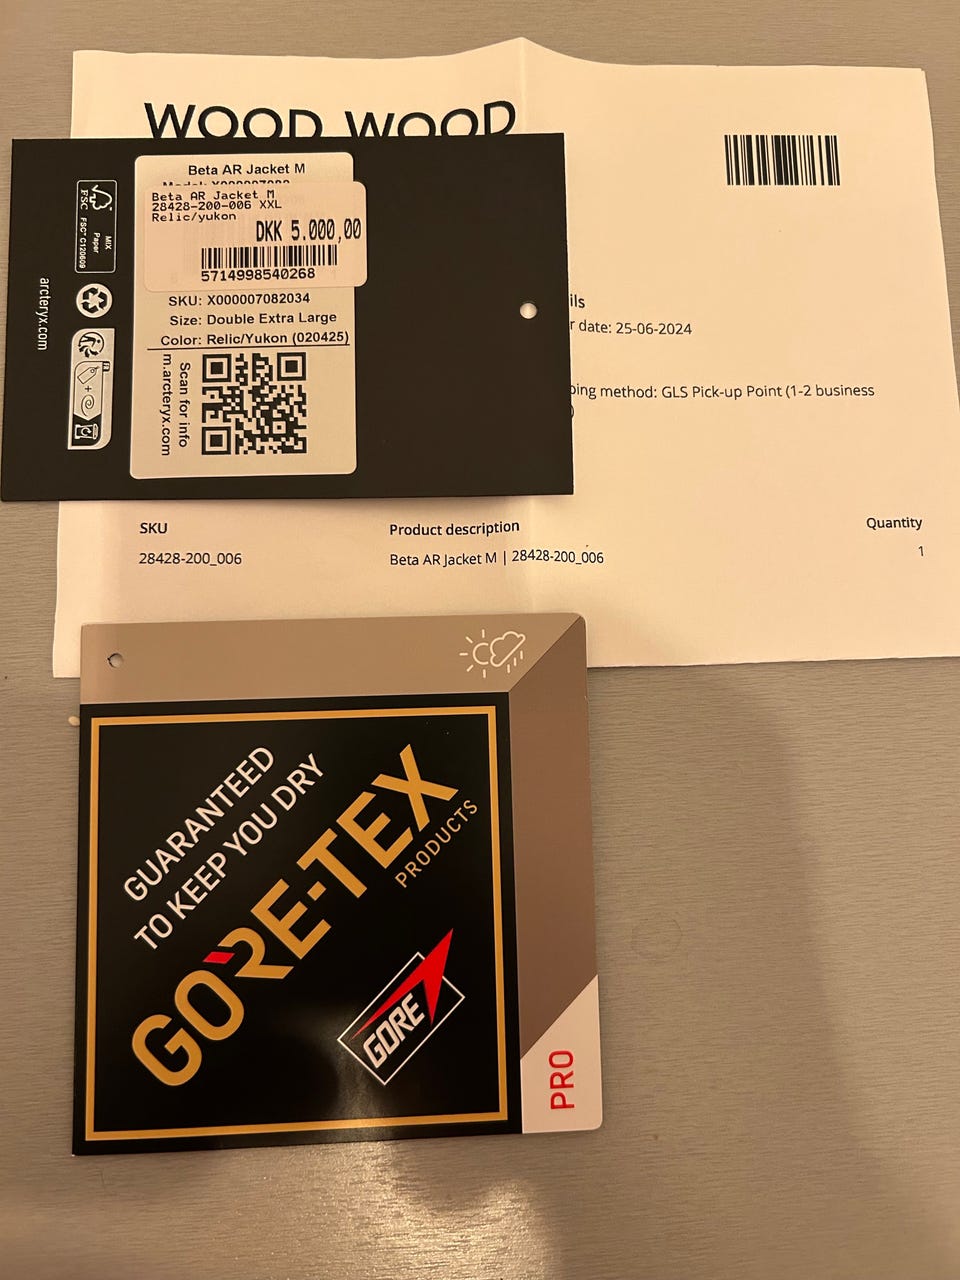 WOOD WOOD
Beta AR Jacket M
Beta AR Jacket M
28428-200-006 XXL
Relic/yukon
DKK 5.000,00
5714998540268
SKU: X000007082034
Size: Double Extra Large
Color: Relic/Yukon (020425)
Scan for info
m.arcteryx.com
FSC
MIX
Paper
FSC™ C120609
arcteryx.com
ils
r date: 25-06-2024
ping method: GLS Pick-up Point (1-2 business
)
SKU
Product description
Quantity
28428-200_006
Beta AR Jacket M | 28428-200_006
1
GUARANTEED
TO KEEP YOU DRY
GORE-TEX
PRODUCTS
GORE
PRO